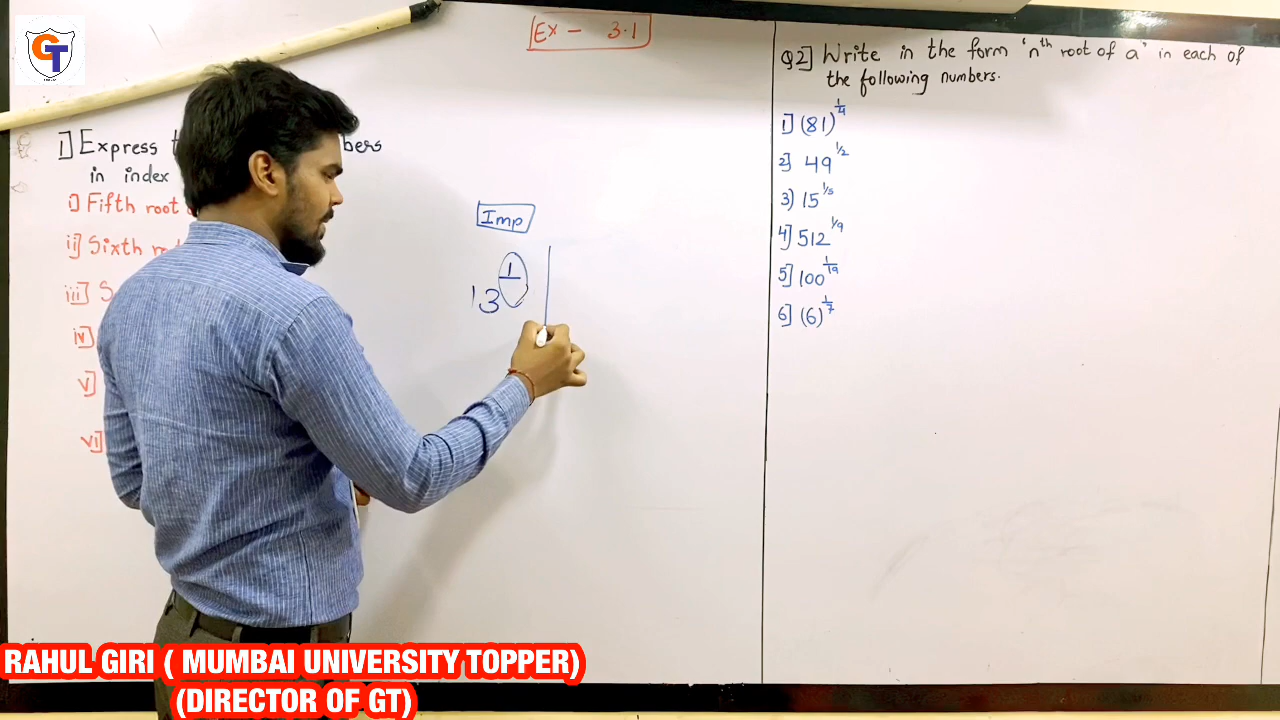 GT
Ex - 3.1
1] Express bers
in index
i) Fifth root
ii] Sixth
iii] S
iv]
v]
vi]
Imp
13^1/
Q2] Write in the form 'nth root of a' in each of
the following numbers.
1] (81)^1/4
2] 49^1/2
3) 15^1/5
4] 512^1/9
5] 100^1/19
6] (6)^1/7
RAHUL GIRI ( MUMBAI UNIVERSITY TOPPER)
(DIRECTOR OF GT)